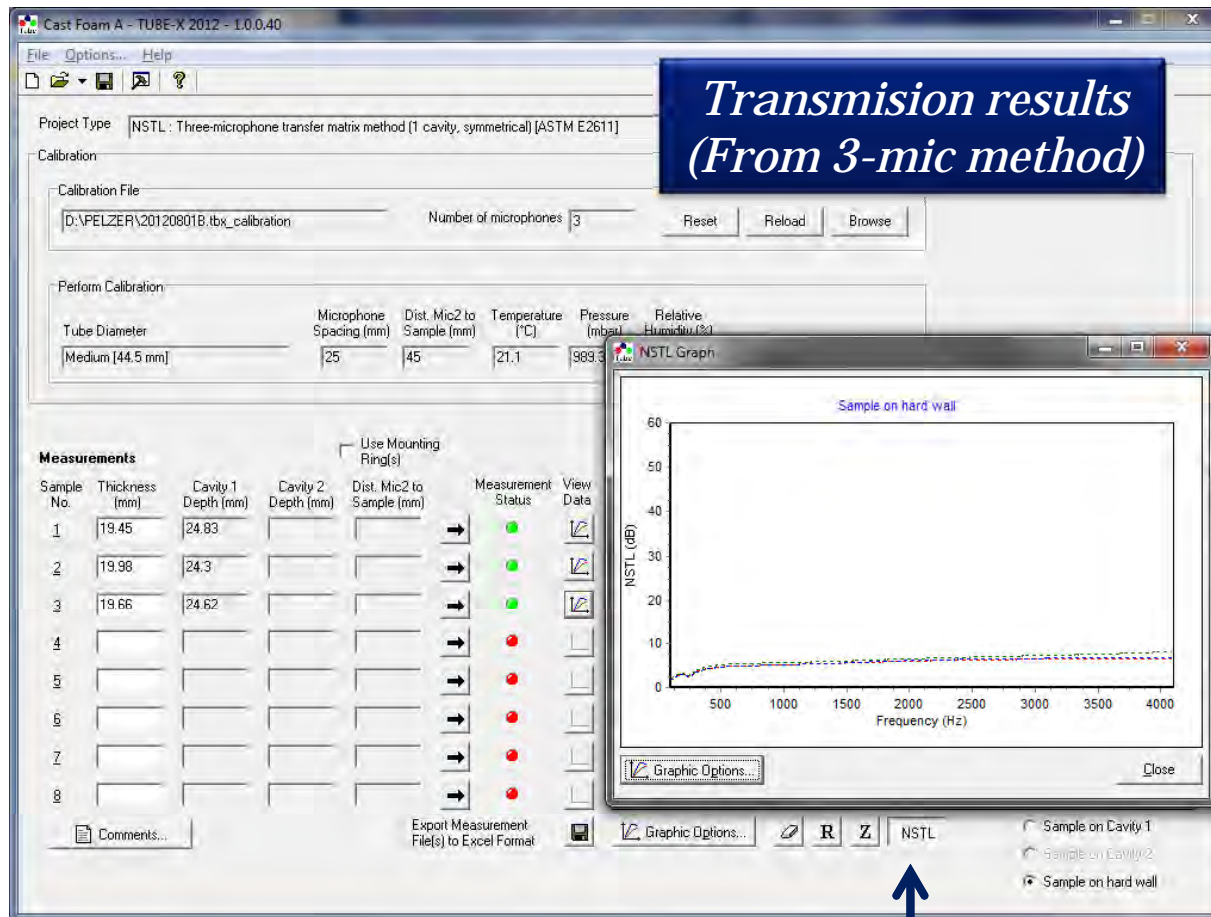 Cast Foam A - TUBE-X 2012 - 1.0.0.40
File Options... Help
Transmision results
(From 3-mic method)
Project Type NSTL : Three-microphone transfer matrix method (1 cavity, symmetrical) [ASTM E2611]
Calibration
Calibration File
D:\PELZER\20120801B.tbx_calibration Number of microphones 3 Reset Reload Browse
Perform Calibration
Tube Diameter Microphone Spacing (mm) Dist. Mic2 to Sample (mm) Temperature (°C) Pressure (mbar) Relative Humidity (%)
Medium [44.5 mm] 25 45 21.1 989.3
Measurements Use Mounting Ring(s)
Sample No. Thickness (mm) Cavity 1 Depth (mm) Cavity 2 Depth (mm) Dist. Mic2 to Sample (mm) Measurement Status View Data
1 19.45 24.83
2 19.98 24.3
3 19.66 24.62
4
5
6
7
8
NSTL Graph
Sample on hard wall
60
50
40
30
20
10
0
NSTL (dB)
500 1000 1500 2000 2500 3000 3500 4000
Frequency (Hz)
Graphic Options... Close
Comments... Export Measurement File(s) to Excel Format Graphic Options... R Z NSTL
Sample on Cavity 1
Sample on Cavity 2
Sample on hard wall